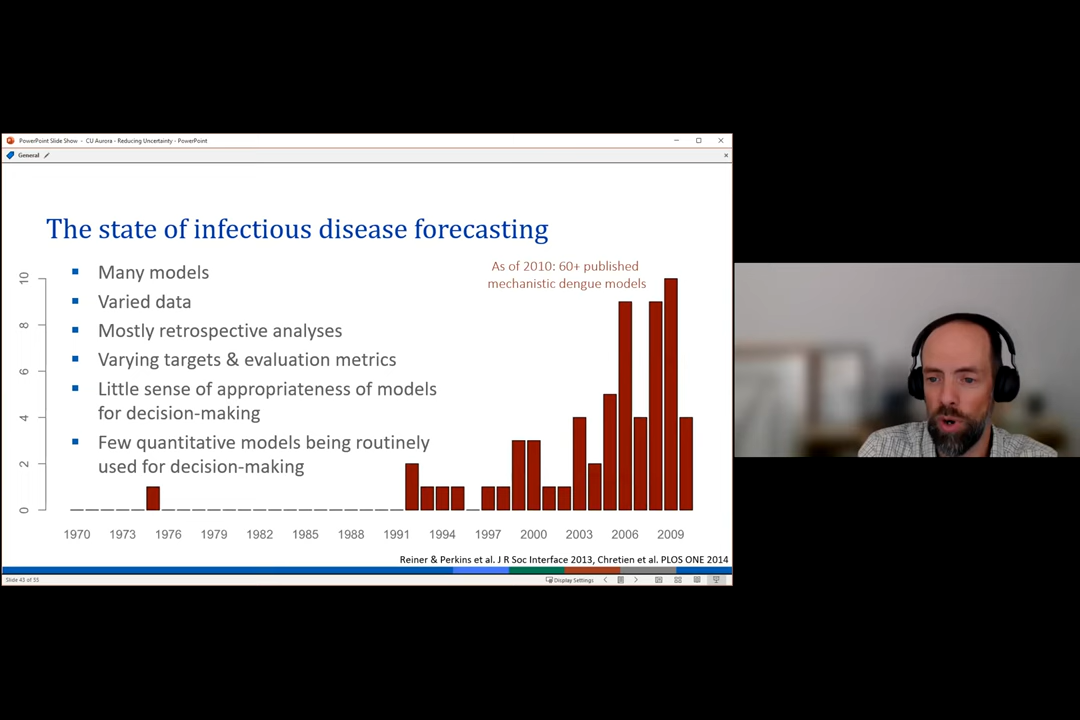 PowerPoint Slide Show - CU Aurora - Reducing Uncertainty - PowerPoint
General
The state of infectious disease forecasting
Many models
Varied data
Mostly retrospective analyses
Varying targets & evaluation metrics
Little sense of appropriateness of models
for decision-making
Few quantitative models being routinely
used for decision-making
As of 2010: 60+ published
mechanistic dengue models
10
8
6
4
2
0
1970 1973 1976 1979 1982 1985 1988 1991 1994 1997 2000 2003 2006 2009
Reiner & Perkins et al. J R Soc Interface 2013, Chretien et al. PLOS ONE 2014
Slide 43 of 55
Display Settings